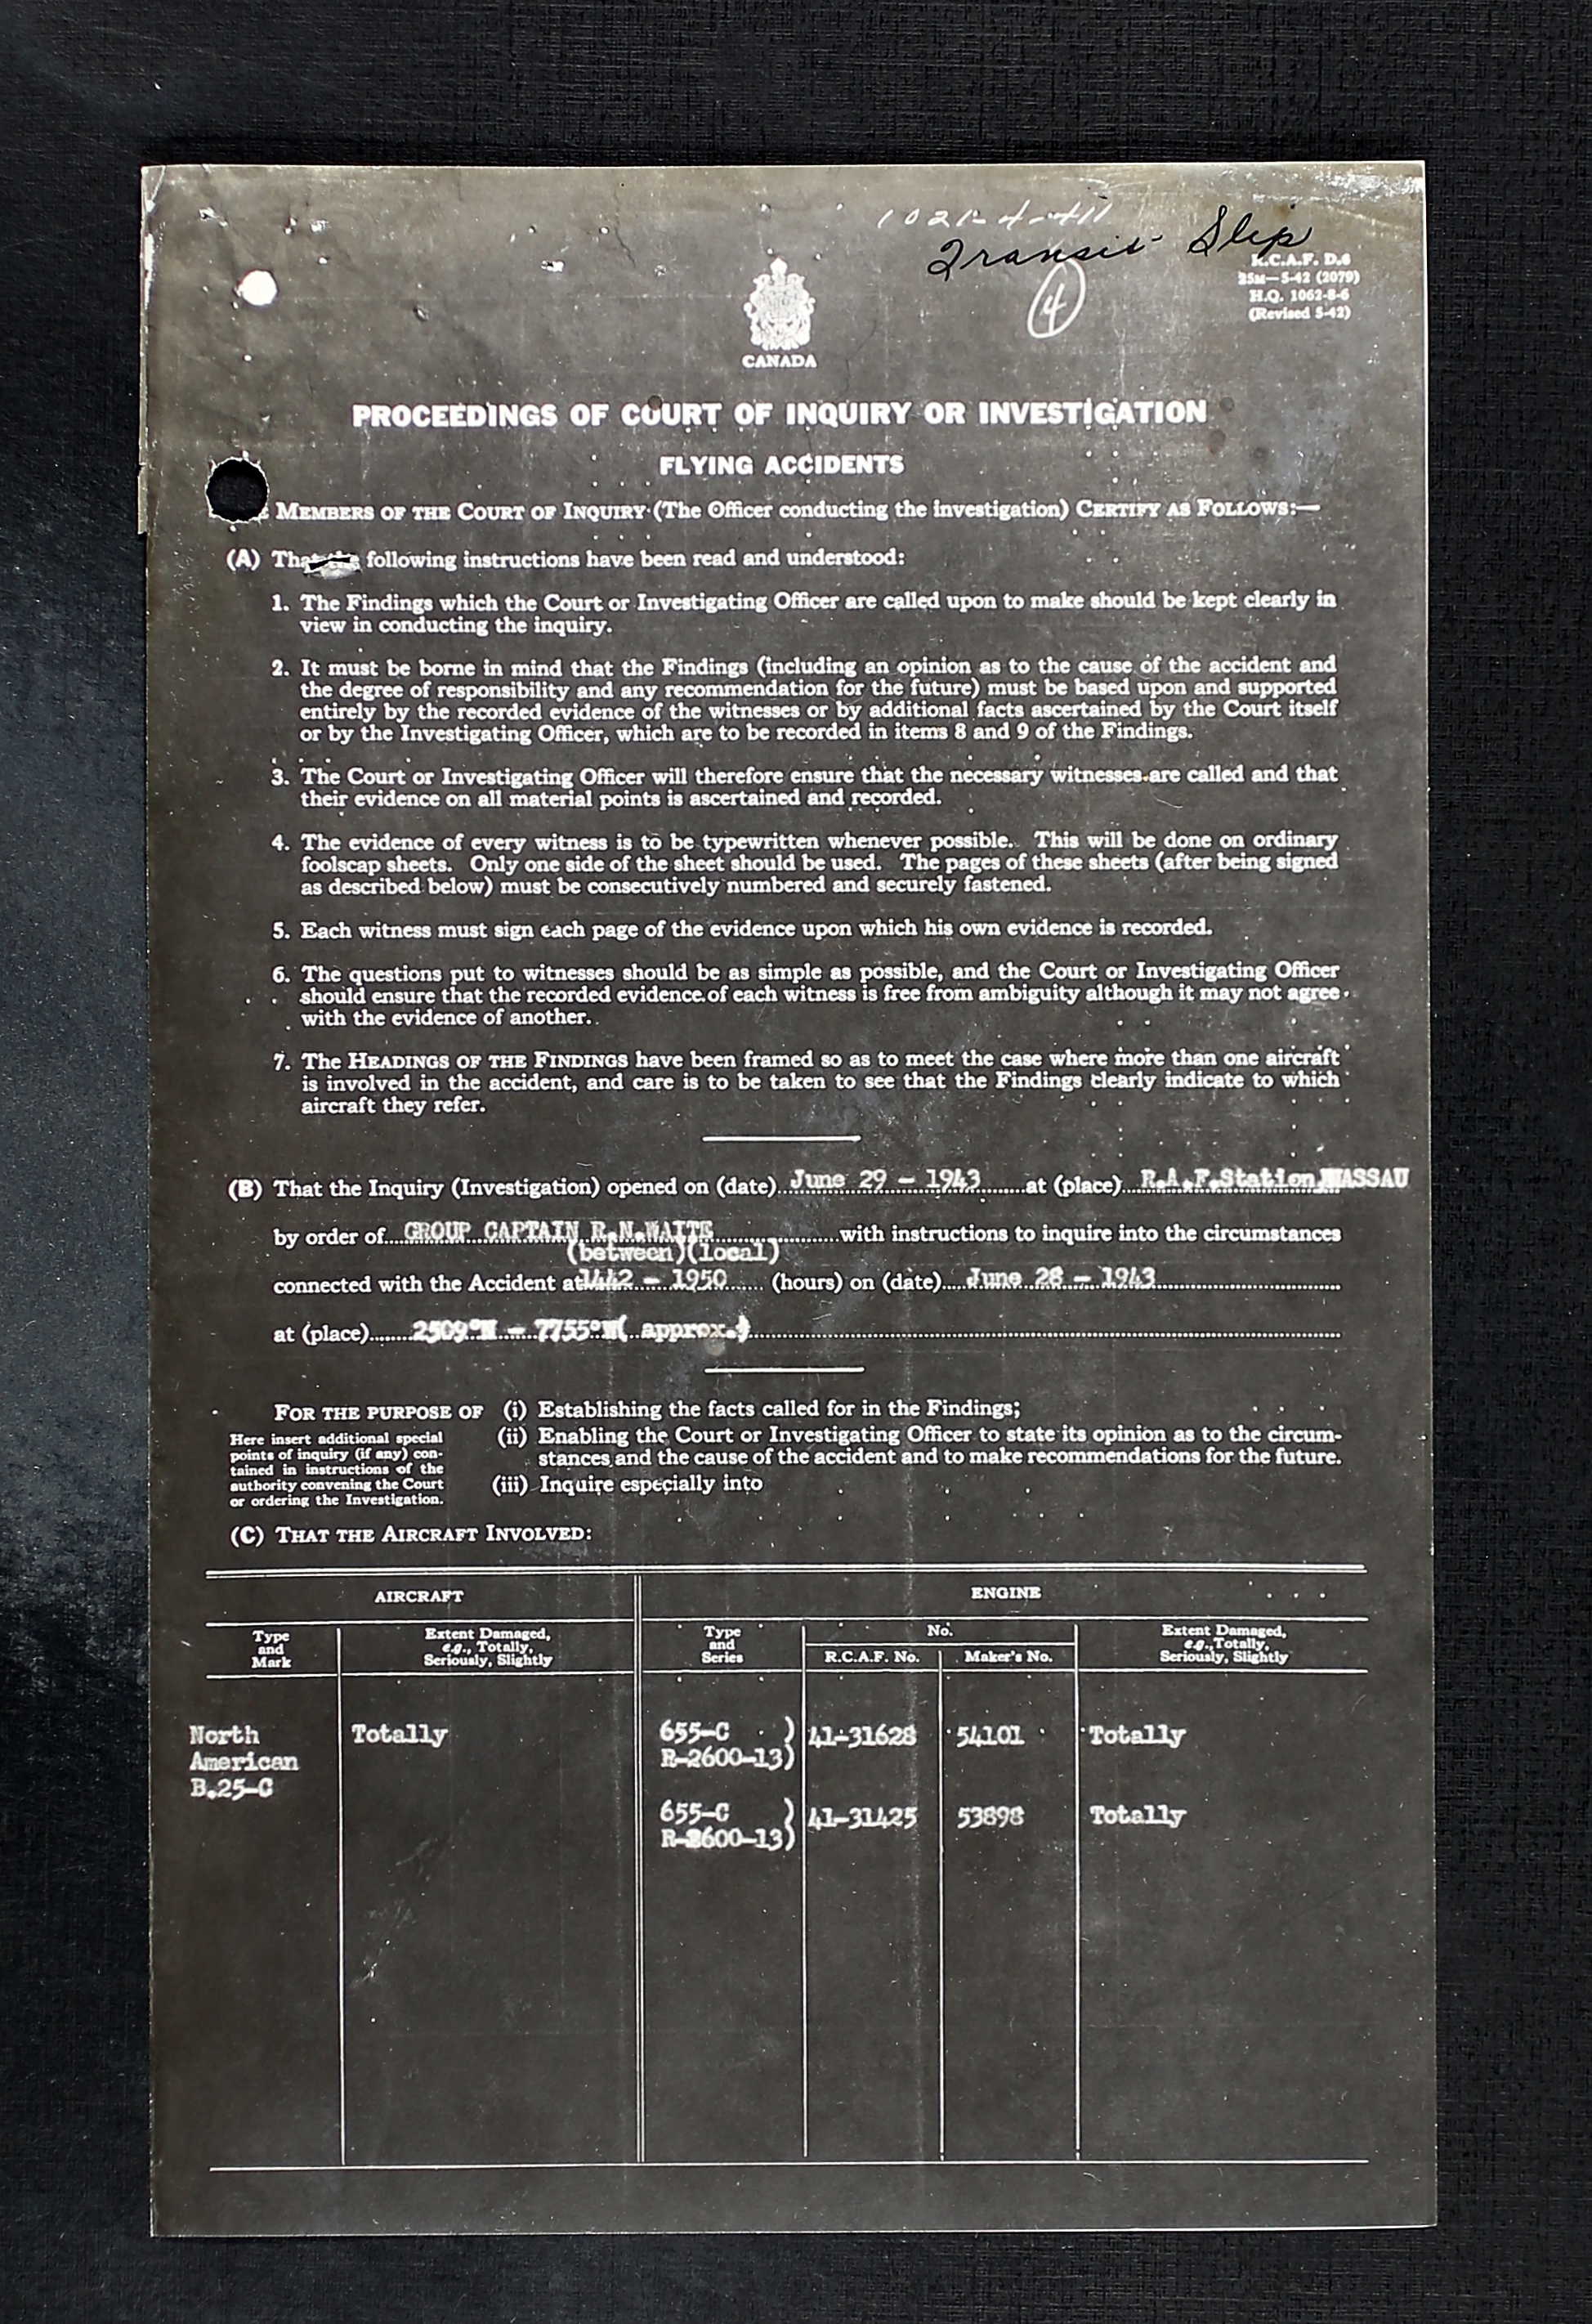 1021-4-411
Transit Slip
4
R.C.A.F. D.6
25M—5-42 (2079)
H.Q. 1062-8-6
(Revised 5-42)
CANADA
PROCEEDINGS OF COURT OF INQUIRY OR INVESTIGATION
FLYING ACCIDENTS
MEMBERS OF THE COURT OF INQUIRY (The Officer conducting the investigation) CERTIFY AS FOLLOWS:—
(A) That the following instructions have been read and understood:
1. The Findings which the Court or Investigating Officer are called upon to make should be kept clearly in
view in conducting the inquiry.
2. It must be borne in mind that the Findings (including an opinion as to the cause of the accident and
the degree of responsibility and any recommendation for the future) must be based upon and supported
entirely by the recorded evidence of the witnesses or by additional facts ascertained by the Court itself
or by the Investigating Officer, which are to be recorded in items 8 and 9 of the Findings.
3. The Court or Investigating Officer will therefore ensure that the necessary witnesses are called and that
their evidence on all material points is ascertained and recorded.
4. The evidence of every witness is to be typewritten whenever possible. This will be done on ordinary
foolscap sheets. Only one side of the sheet should be used. The pages of these sheets (after being signed
as described below) must be consecutively numbered and securely fastened.
5. Each witness must sign each page of the evidence upon which his own evidence is recorded.
6. The questions put to witnesses should be as simple as possible, and the Court or Investigating Officer
should ensure that the recorded evidence of each witness is free from ambiguity although it may not agree
with the evidence of another.
7. The HEADINGS OF THE FINDINGS have been framed so as to meet the case where more than one aircraft
is involved in the accident, and care is to be taken to see that the Findings clearly indicate to which
aircraft they refer.
(B) That the Inquiry (Investigation) opened on (date) June 29 - 1943 at (place) R.A.F.Station NASSAU
by order of GROUP CAPTAIN R.N.WAITE with instructions to inquire into the circumstances
(between)(local)
connected with the Accident at 1442 - 1950 (hours) on (date) June 28 - 1943
at (place) 2509°N - 7755°W( approx.)
FOR THE PURPOSE OF (i) Establishing the facts called for in the Findings;
(ii) Enabling the Court or Investigating Officer to state its opinion as to the circum-
stances and the cause of the accident and to make recommendations for the future.
(iii) Inquire especially into
Here insert additional special
points of inquiry (if any) con-
tained in instructions of the
authority convening the Court
or ordering the Investigation.
(C) THAT THE AIRCRAFT INVOLVED:
AIRCRAFT ENGINE
Type
and
Mark
Extent Damaged,
e.g., Totally,
Seriously, Slightly
Type
and
Series
No.
R.C.A.F. No. Maker's No.
Extent Damaged,
e.g., Totally,
Seriously, Slightly
North
American
B.25-C
Totally
655-C )
R-2600-13)
41-31628 54101 Totally
655-C )
R-2600-13)
41-31425 53898 Totally